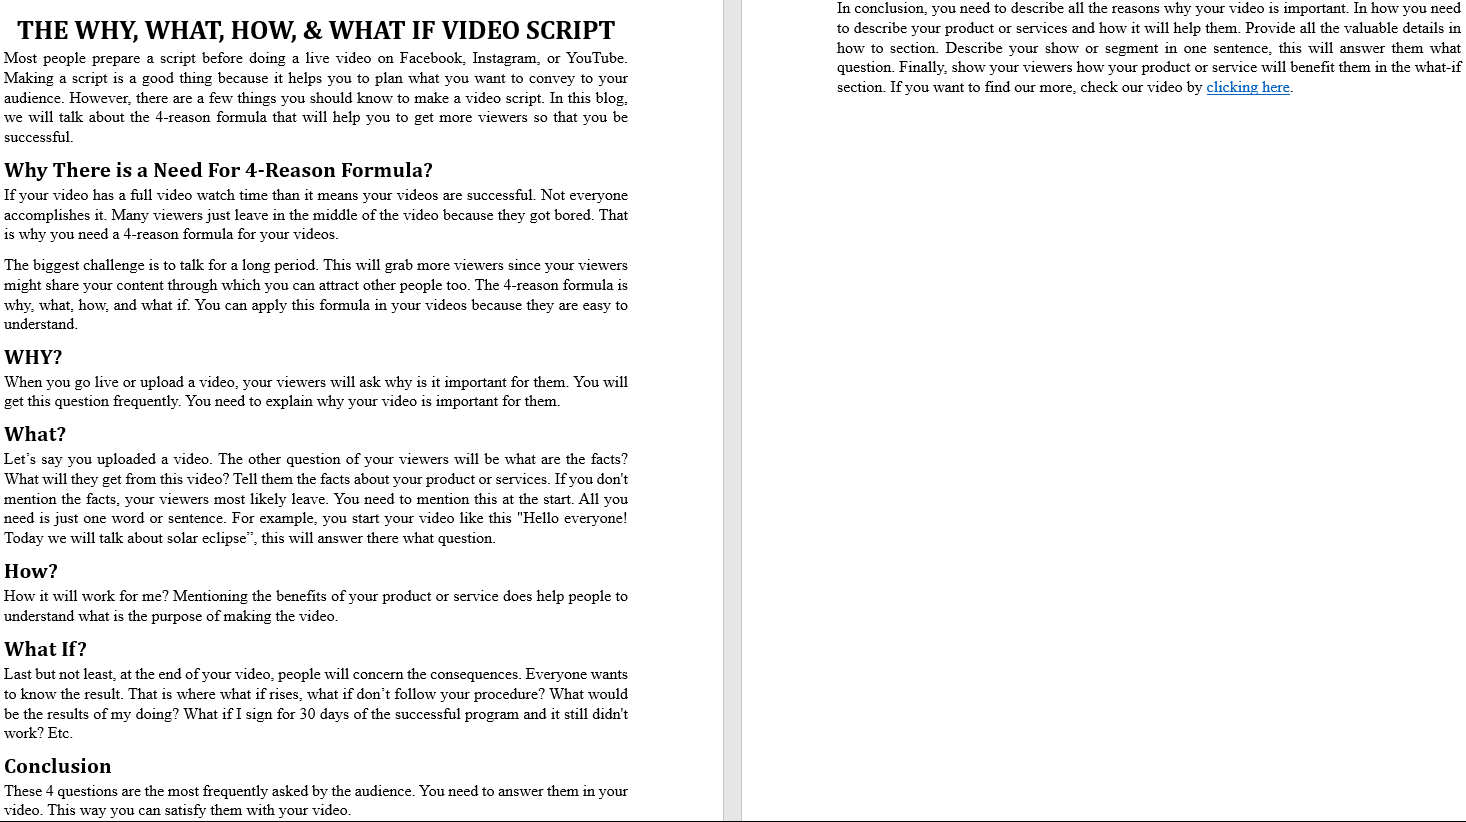 THE WHY, WHAT, HOW, & WHAT IF VIDEO SCRIPT
Most people prepare a script before doing a live video on Facebook, Instagram, or YouTube.
Making a script is a good thing because it helps you to plan what you want to convey to your
audience. However, there are a few things you should know to make a video script. In this blog,
we will talk about the 4-reason formula that will help you to get more viewers so that you be
successful.
Why There is a Need For 4-Reason Formula?
If your video has a full video watch time than it means your videos are successful. Not everyone
accomplishes it. Many viewers just leave in the middle of the video because they got bored. That
is why you need a 4-reason formula for your videos.
The biggest challenge is to talk for a long period. This will grab more viewers since your viewers
might share your content through which you can attract other people too. The 4-reason formula is
why, what, how, and what if. You can apply this formula in your videos because they are easy to
understand.
WHY?
When you go live or upload a video, your viewers will ask why is it important for them. You will
get this question frequently. You need to explain why your video is important for them.
What?
Let’s say you uploaded a video. The other question of your viewers will be what are the facts?
What will they get from this video? Tell them the facts about your product or services. If you don't
mention the facts, your viewers most likely leave. You need to mention this at the start. All you
need is just one word or sentence. For example, you start your video like this "Hello everyone!
Today we will talk about solar eclipse”, this will answer there what question.
How?
How it will work for me? Mentioning the benefits of your product or service does help people to
understand what is the purpose of making the video.
What If?
Last but not least, at the end of your video, people will concern the consequences. Everyone wants
to know the result. That is where what if rises, what if don’t follow your procedure? What would
be the results of my doing? What if I sign for 30 days of the successful program and it still didn't
work? Etc.
Conclusion
These 4 questions are the most frequently asked by the audience. You need to answer them in your
video. This way you can satisfy them with your video.
In conclusion, you need to describe all the reasons why your video is important. In how you need
to describe your product or services and how it will help them. Provide all the valuable details in
how to section. Describe your show or segment in one sentence, this will answer them what
question. Finally, show your viewers how your product or service will benefit them in the what-if
section. If you want to find our more, check our video by clicking here.